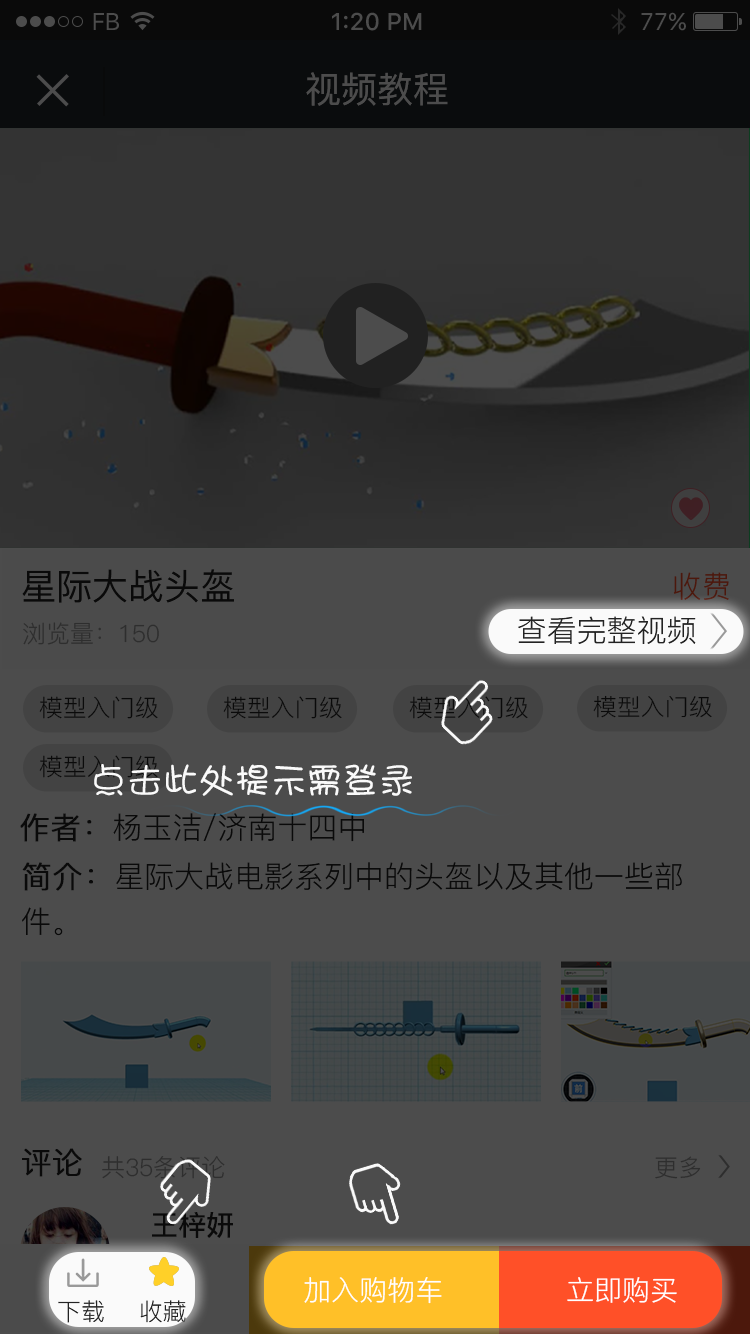 FB 1:20 PM 77%
视频教程
星际大战头盔 收费
浏览量：150 查看完整视频
模型入门级 模型入门级 模型入门级 模型入门级
模型入门级
点击此处提示需登录
作者：杨玉洁/济南十四中
简介：星际大战电影系列中的头盔以及其他一些部
件。
评论 共35条评论 更多
王梓妍
下载 收藏 加入购物车 立即购买